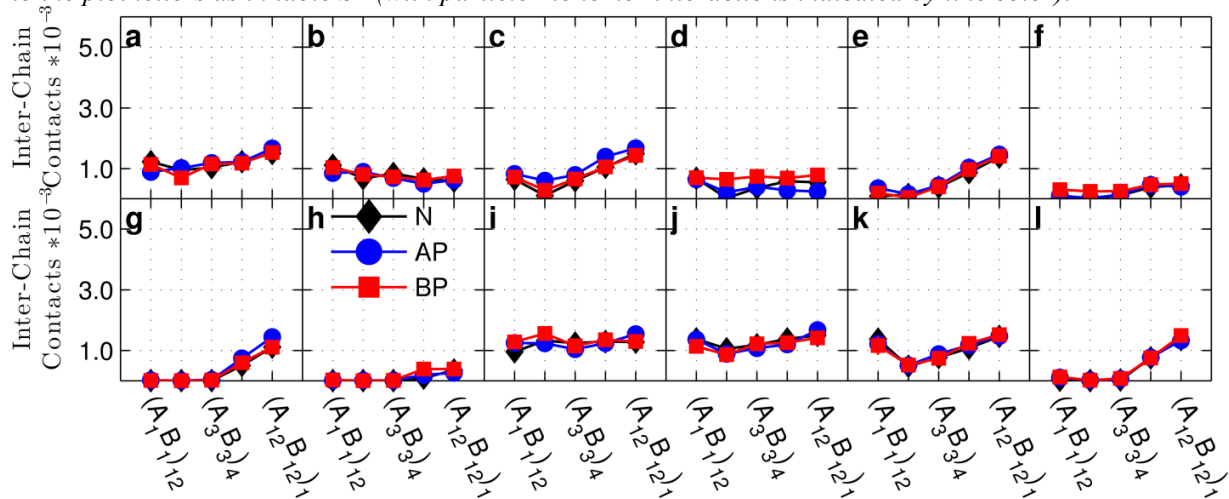 a b c d e f
Inter-Chain
Contacts *10⁻³
5.0
3.0
1.0
g h i j k l
Inter-Chain
Contacts *10⁻³
5.0
3.0
1.0
N
AP
BP
(A₁B₁)₁₂ (A₃B₃)₄ (A₁₂B₁₂)₁ (A₁B₁)₁₂ (A₃B₃)₄ (A₁₂B₁₂)₁ (A₁B₁)₁₂ (A₃B₃)₄ (A₁₂B₁₂)₁ (A₁B₁)₁₂ (A₃B₃)₄ (A₁₂B₁₂)₁ (A₁B₁)₁₂ (A₃B₃)₄ (A₁₂B₁₂)₁ (A₁B₁)₁₂ (A₃B₃)₄ (A₁₂B₁₂)₁